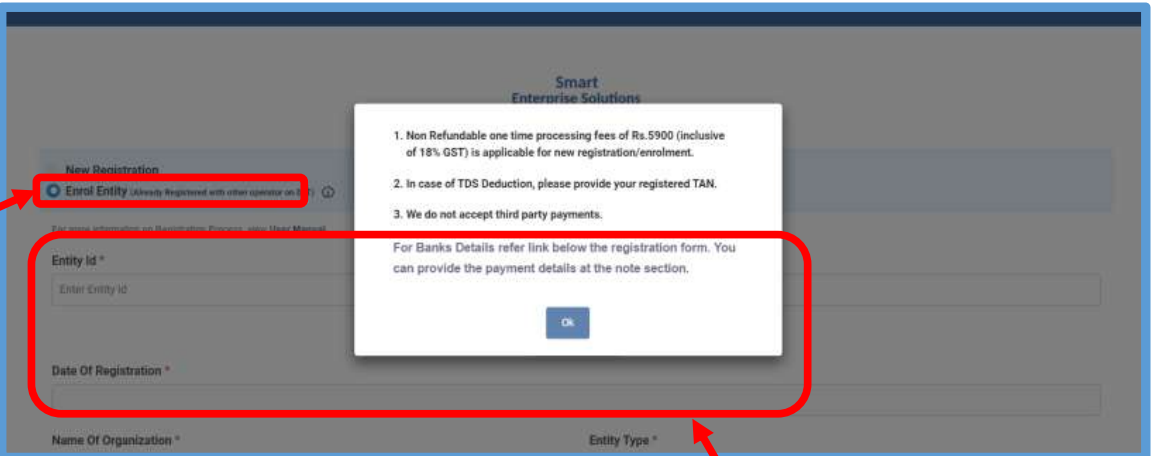 Smart
Enterprise Solutions
1. Non Refundable one time processing fees of Rs.5900 (inclusive
of 18% GST) is applicable for new registration/enrolment.
2. In case of TDS Deduction, please provide your registered TAN.
3. We do not accept third party payments.
For Banks Details refer link below the registration form. You
can provide the payment details at the note section.
Ok
New Registration
Enrol Entity (Already Registered with other operator on
For more information on Registration Process, view User Manual
Entity Id *
Enter Entity Id
Date Of Registration *
Name Of Organization *
Entity Type *